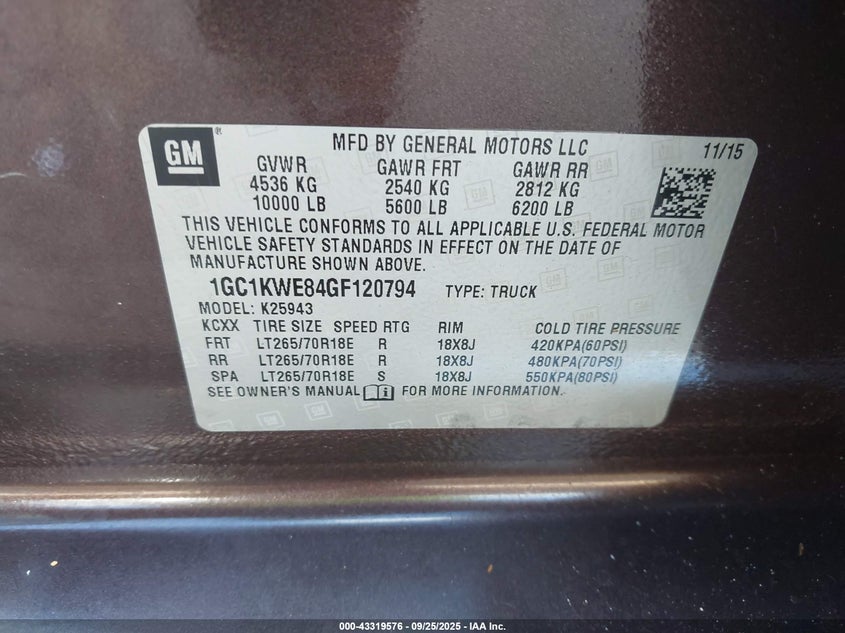 GM
MFD BY GENERAL MOTORS LLC 11/15
GVWR GAWR FRT GAWR RR
4536 KG 2540 KG 2812 KG
10000 LB 5600 LB 6200 LB
THIS VEHICLE CONFORMS TO ALL APPLICABLE U.S. FEDERAL MOTOR
VEHICLE SAFETY STANDARDS IN EFFECT ON THE DATE OF
MANUFACTURE SHOWN ABOVE.
1GC1KWE84GF120794 TYPE: TRUCK
MODEL: K25943
KCXX TIRE SIZE SPEED RTG RIM COLD TIRE PRESSURE
FRT LT265/70R18E R 18X8J 420KPA(60PSI)
RR LT265/70R18E R 18X8J 480KPA(70PSI)
SPA LT265/70R18E S 18X8J 550KPA(80PSI)
SEE OWNER'S MANUAL FOR MORE INFORMATION.
000-43319576 - 09/25/2025 - IAA Inc.